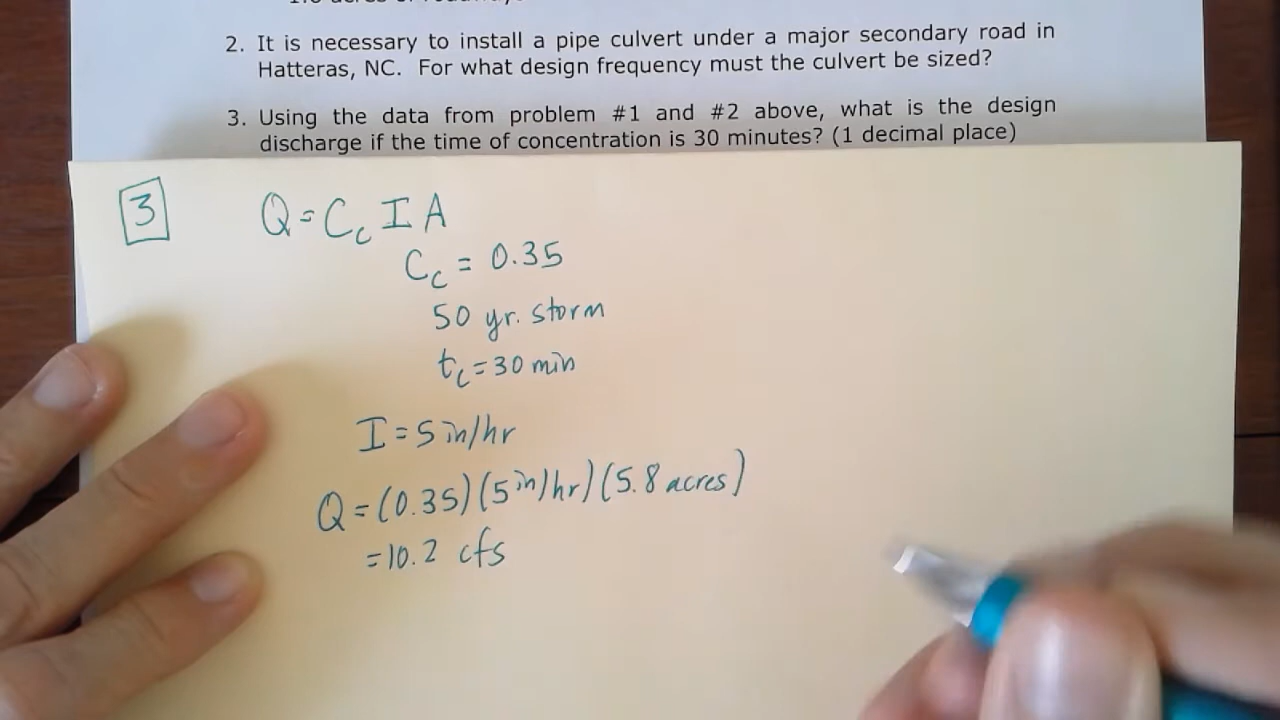 2. It is necessary to install a pipe culvert under a major secondary road in
Hatteras, NC. For what design frequency must the culvert be sized?
3. Using the data from problem #1 and #2 above, what is the design
discharge if the time of concentration is 30 minutes? (1 decimal place)
3
Q = Cc I A
Cc = 0.35
50 yr. storm
tc = 30 min
I = 5 in/hr
Q = (0.35)(5 in/hr)(5.8 acres)
= 10.2 cfs